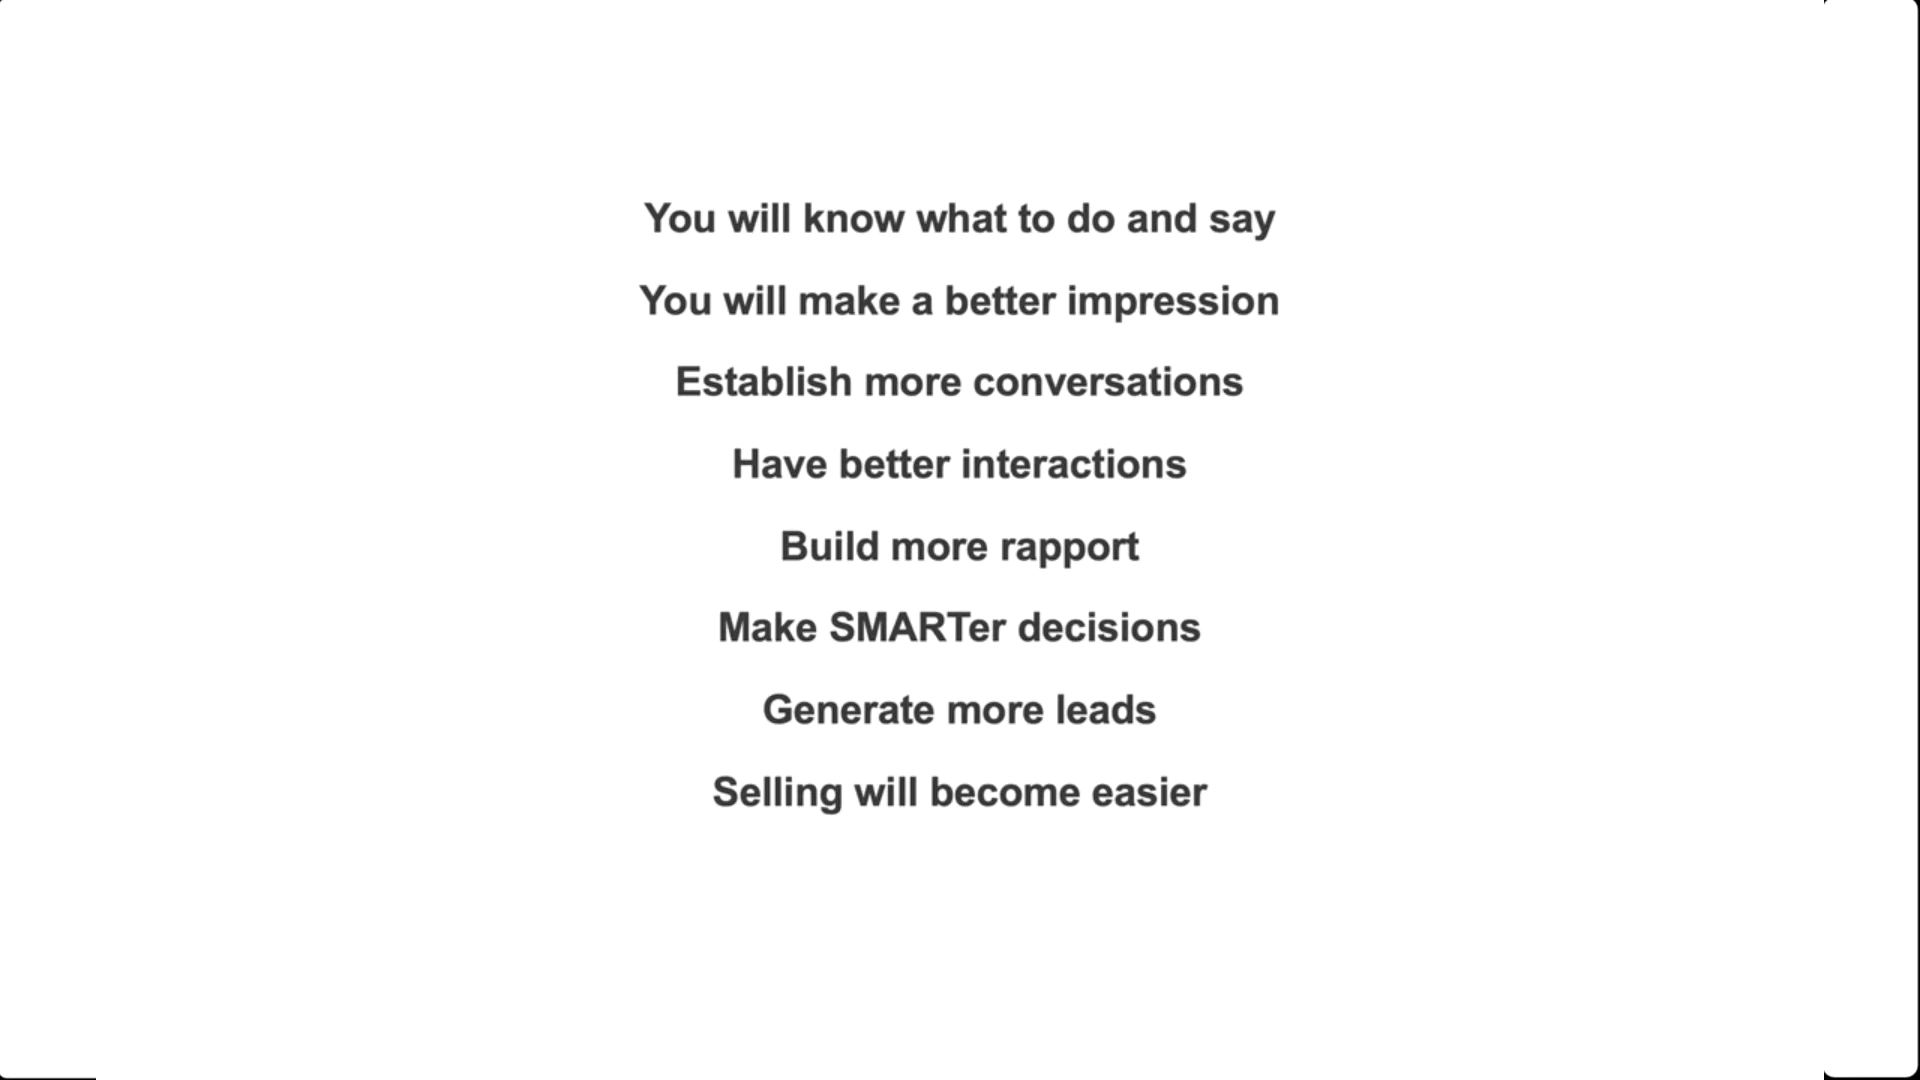 You will know what to do and say
You will make a better impression
Establish more conversations
Have better interactions
Build more rapport
Make SMARTer decisions
Generate more leads
Selling will become easier